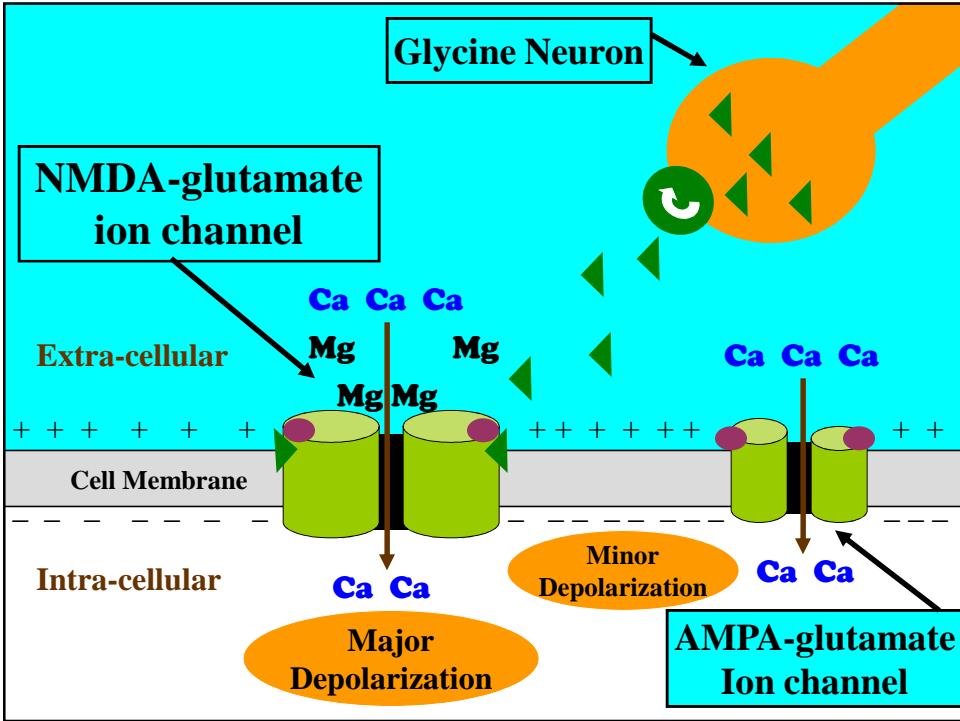 Glycine Neuron
NMDA-glutamate
ion channel
Ca Ca Ca
Extra-cellular
Mg Mg
Mg Mg
Ca Ca Ca
+ + + + + + + + + + + + + + +
Cell Membrane
_ _ _ _ _ _ _ _ _ _ _ _ _ _ _ _ _ _ _ _
Intra-cellular
Ca Ca
Minor
Depolarization
Ca Ca
Major
Depolarization
AMPA-glutamate
Ion channel